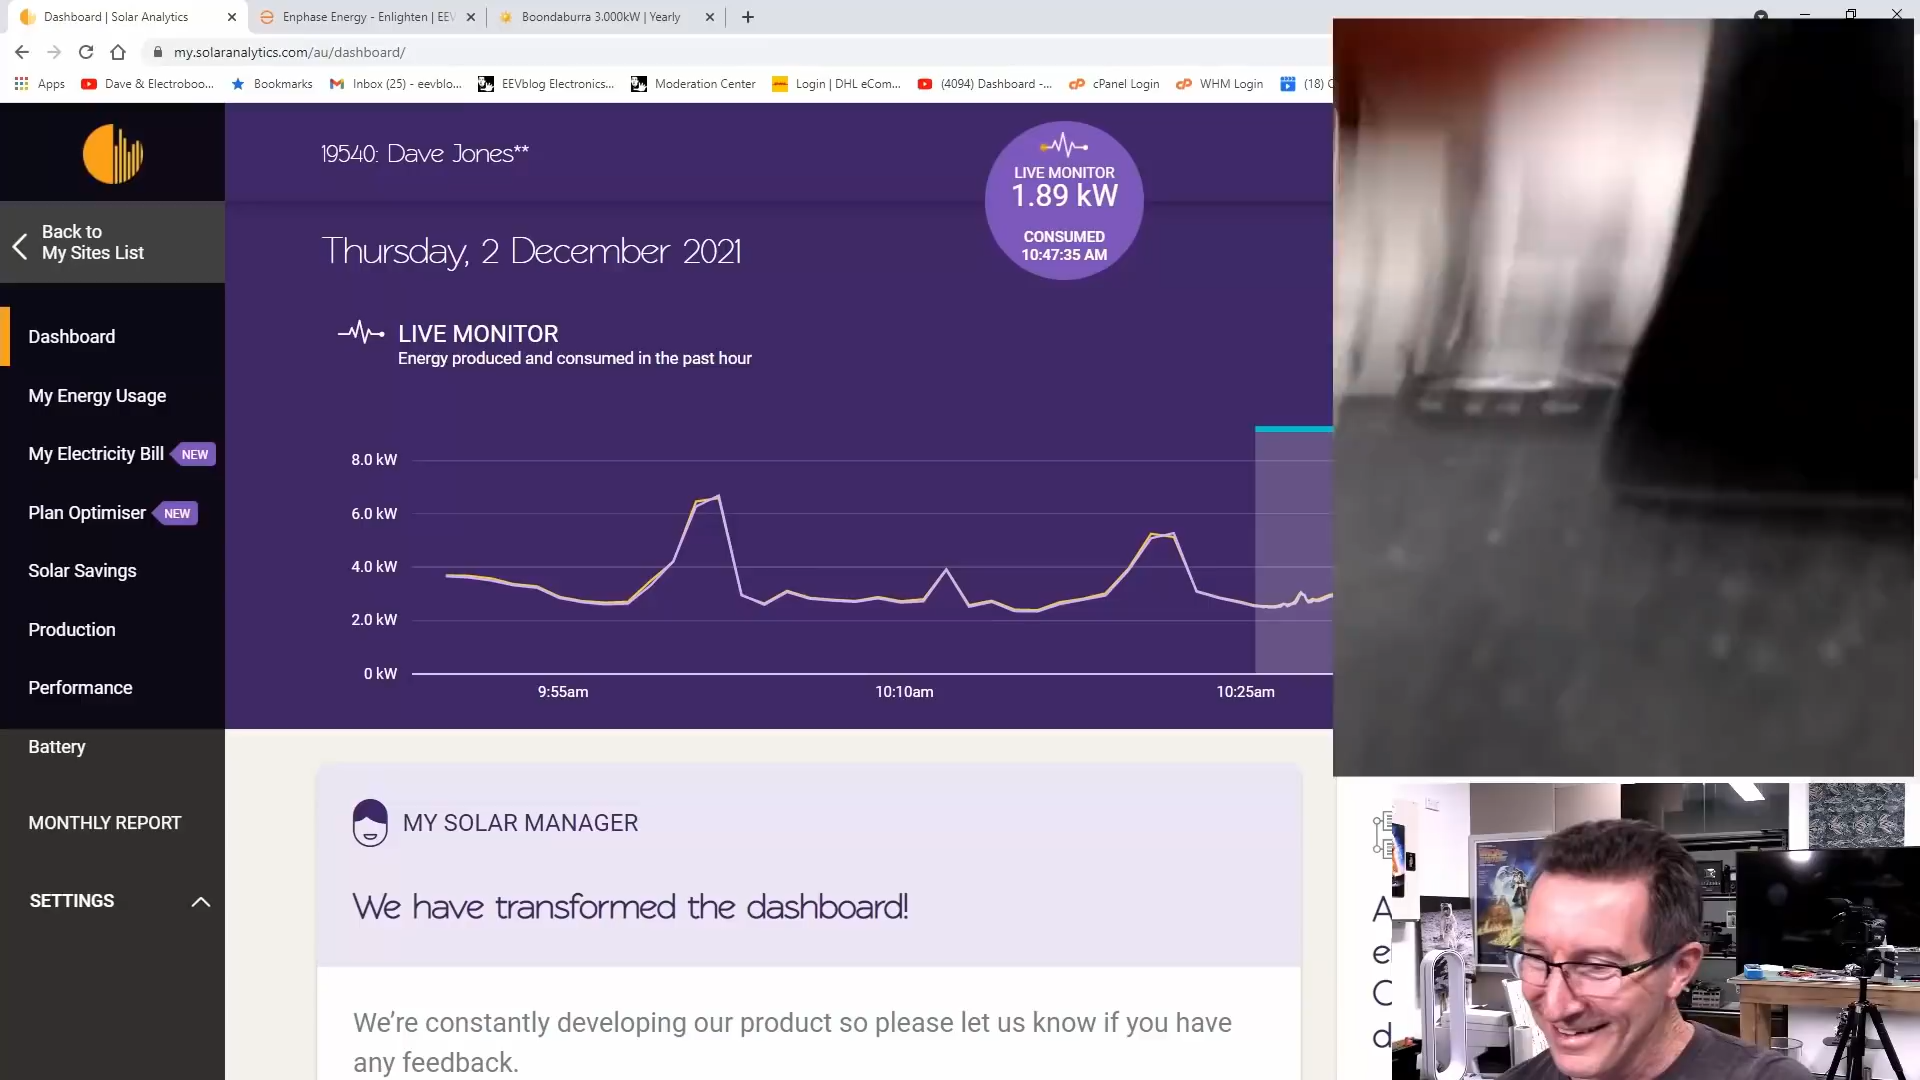 Dashboard | Solar Analytics
Enphase Energy - Enlighten | EEV
Boondaburra 3.000kW | Yearly
my.solaranalytics.com/au/dashboard/
Apps
Dave & Electroboo...
Bookmarks
Inbox (25) - eevblo...
EEVblog Electronics...
Moderation Center
Login | DHL eCom...
(4094) Dashboard -...
cPanel Login
WHM Login
(18) C
19540: Dave Jones**
LIVE MONITOR
1.89 kW
CONSUMED
10:47:35 AM
Back to
My Sites List
Thursday, 2 December 2021
LIVE MONITOR
Energy produced and consumed in the past hour
Dashboard
My Energy Usage
My Electricity Bill NEW
Plan Optimiser NEW
Solar Savings
Production
Performance
Battery
MONTHLY REPORT
SETTINGS
8.0 kW
6.0 kW
4.0 kW
2.0 kW
0 kW
9:55am
10:10am
10:25am
MY SOLAR MANAGER
We have transformed the dashboard!
We're constantly developing our product so please let us know if you have
any feedback.
A
e
C
d